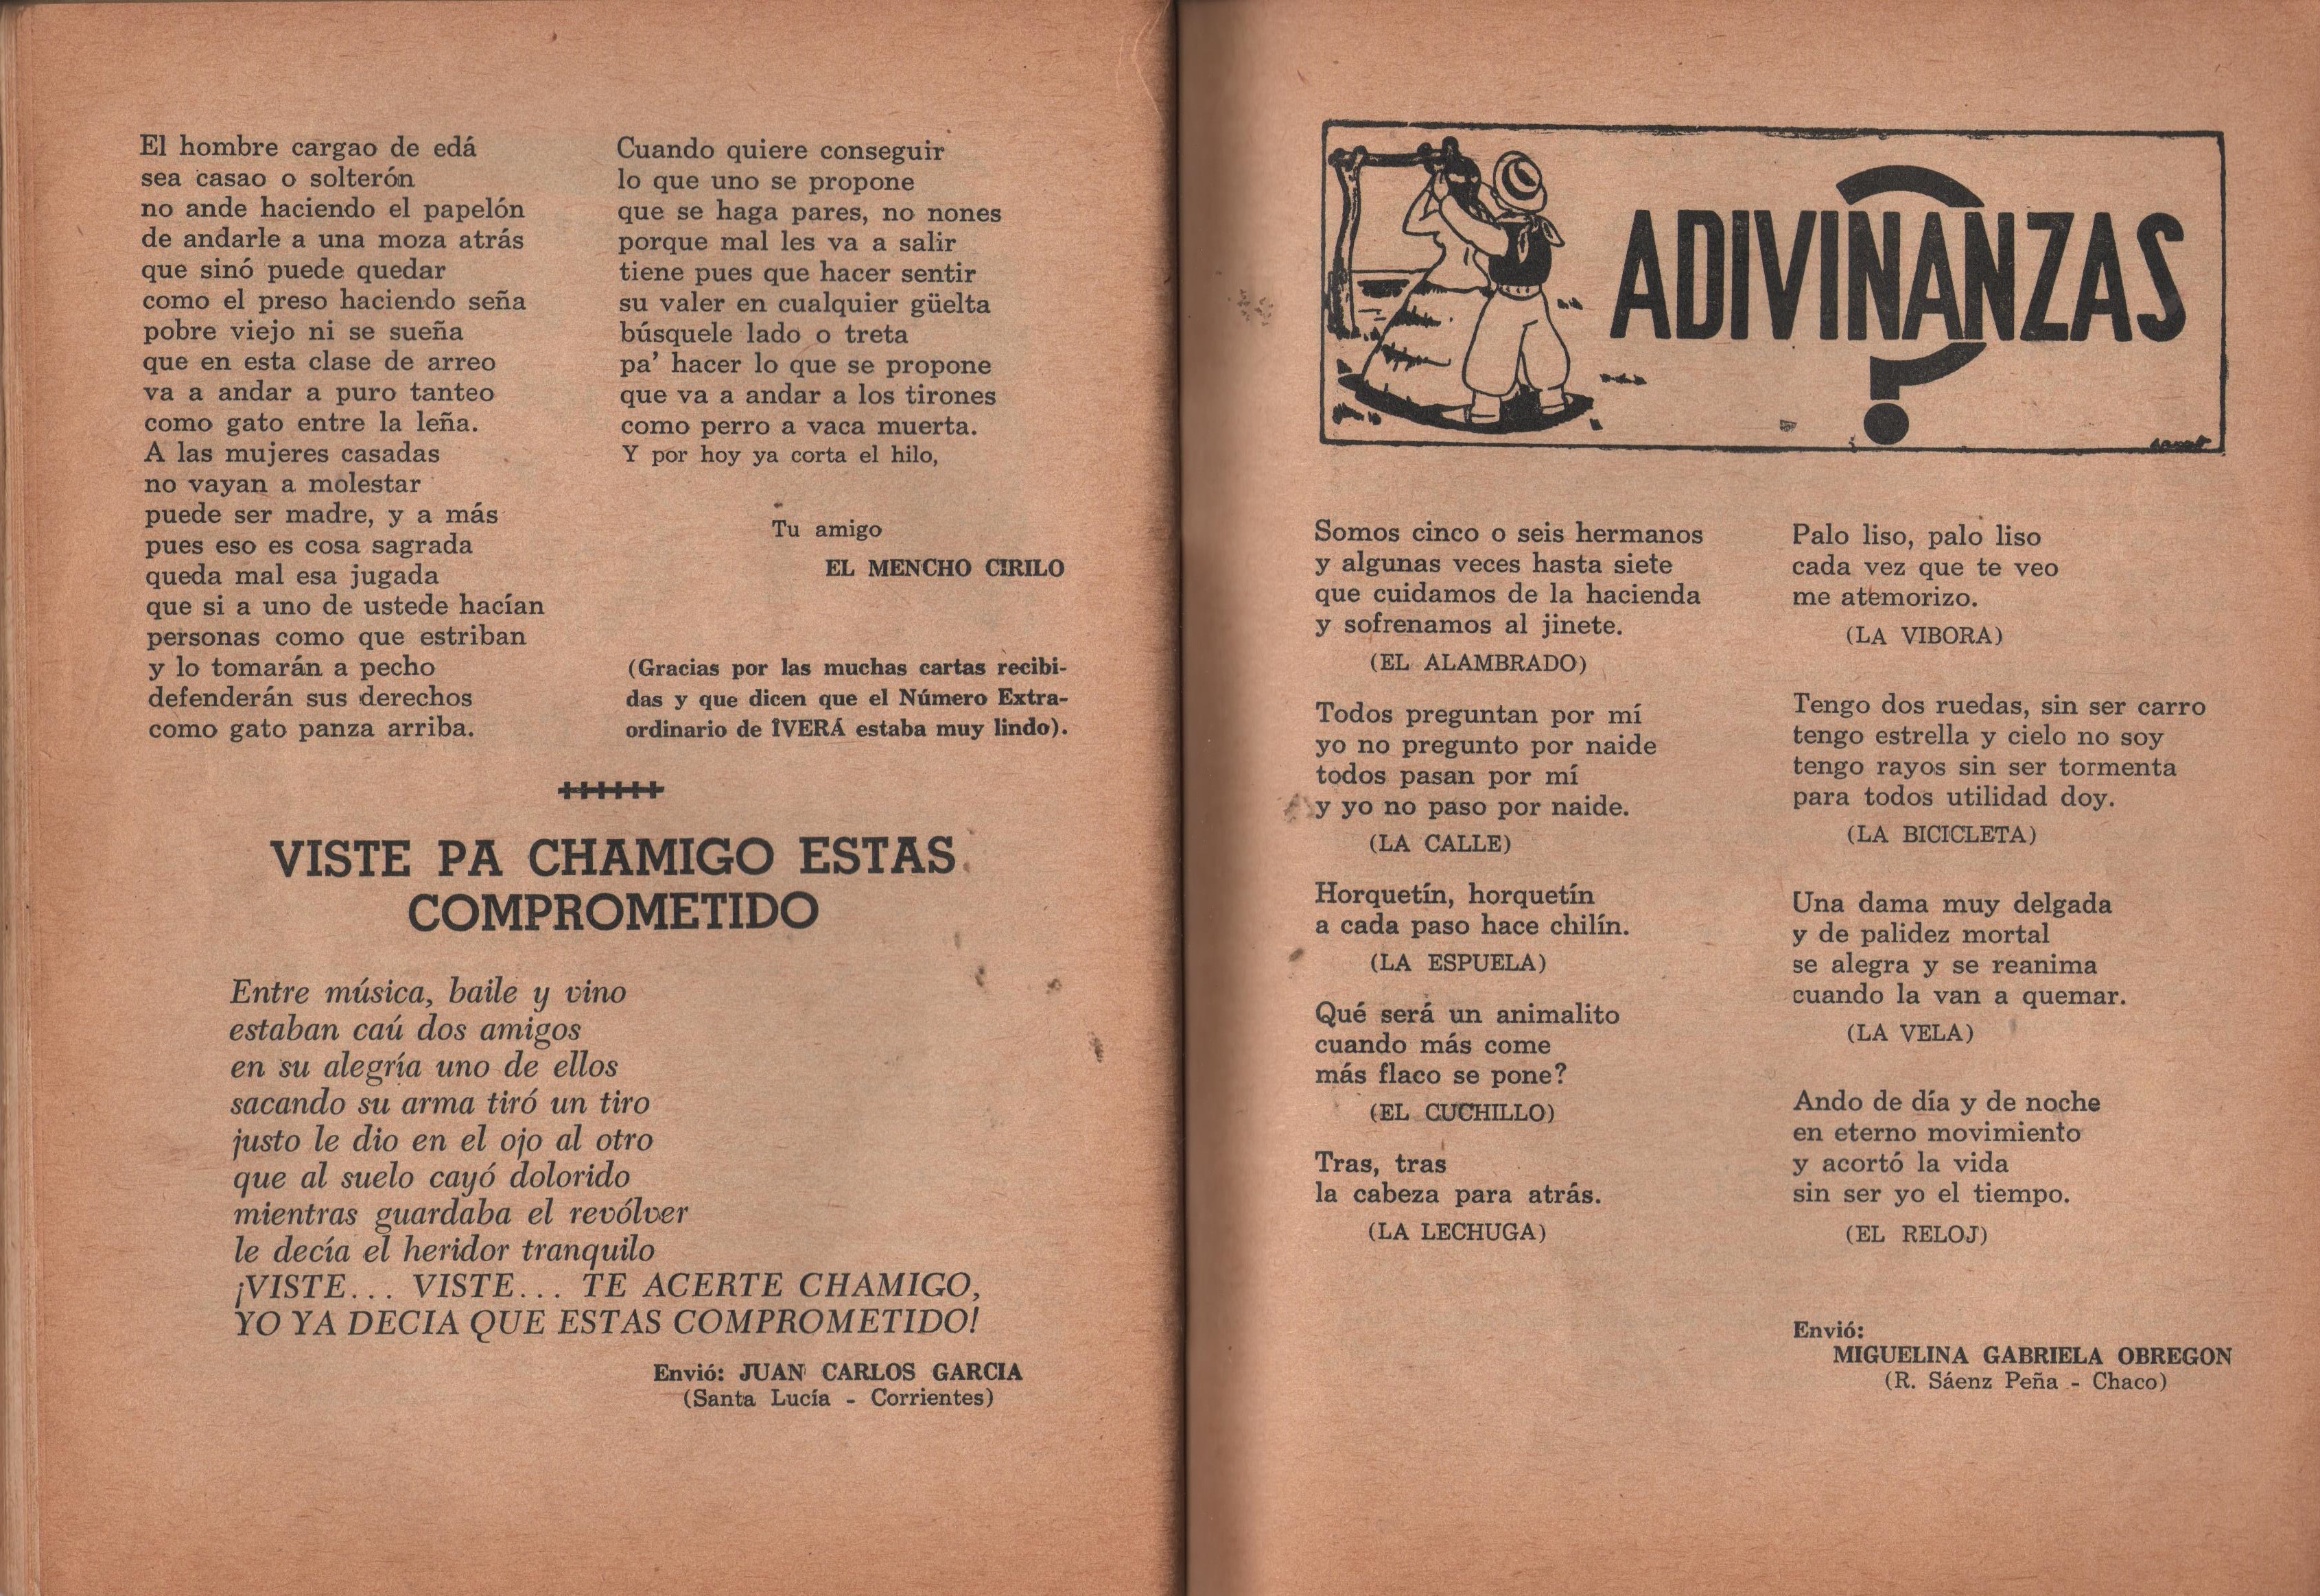 El hombre cargao de edá
sea casao o solterón
no ande haciendo el papelón
de andarle a una moza atrás
que sinó puede quedar
como el preso haciendo seña
pobre viejo ni se sueña
que en esta clase de arreo
va a andar a puro tanteo
como gato entre la leña.
A las mujeres casadas
no vayan a molestar
puede ser madre, y a más
pues eso es cosa sagrada
queda mal esa jugada
que si a uno de ustede hacían
personas como que estriban
y lo tomarán a pecho
defenderán sus derechos
como gato panza arriba.
Cuando quiere conseguir
lo que uno se propone
que se haga pares, no nones
porque mal les va a salir
tiene pues que hacer sentir
su valer en cualquier güelta
búsquele lado o treta
pa' hacer lo que se propone
que va a andar a los tirones
como perro a vaca muerta.
Y por hoy ya corta el hilo,
Tu amigo
EL MENCHO CIRILO
(Gracias por las muchas cartas recibi-
das y que dicen que el Número Extra-
ordinario de ÎVERÁ estaba muy lindo).
VISTE PA CHAMIGO ESTAS
COMPROMETIDO
Entre música, baile y vino
estaban caú dos amigos
en su alegría uno de ellos
sacando su arma tiró un tiro
justo le dio en el ojo al otro
que al suelo cayó dolorido
mientras guardaba el revólver
le decía el heridor tranquilo
¡VISTE... VISTE... TE ACERTE CHAMIGO,
YO YA DECIA QUE ESTAS COMPROMETIDO!
Envió: JUAN CARLOS GARCIA
(Santa Lucía - Corrientes)
ADIVINANZAS
?
Somos cinco o seis hermanos
y algunas veces hasta siete
que cuidamos de la hacienda
y sofrenamos al jinete.
(EL ALAMBRADO)
Todos preguntan por mí
yo no pregunto por naide
todos pasan por mí
y yo no paso por naide.
(LA CALLE)
Horquetín, horquetín
a cada paso hace chilín.
(LA ESPUELA)
Qué será un animalito
cuando más come
más flaco se pone?
(EL CUCHILLO)
Tras, tras
la cabeza para atrás.
(LA LECHUGA)
Palo liso, palo liso
cada vez que te veo
me atemorizo.
(LA VIBORA)
Tengo dos ruedas, sin ser carro
tengo estrella y cielo no soy
tengo rayos sin ser tormenta
para todos utilidad doy.
(LA BICICLETA)
Una dama muy delgada
y de palidez mortal
se alegra y se reanima
cuando la van a quemar.
(LA VELA)
Ando de día y de noche
en eterno movimiento
y acortó la vida
sin ser yo el tiempo.
(EL RELOJ)
Envió:
MIGUELINA GABRIELA OBREGON
(R. Sáenz Peña - Chaco)